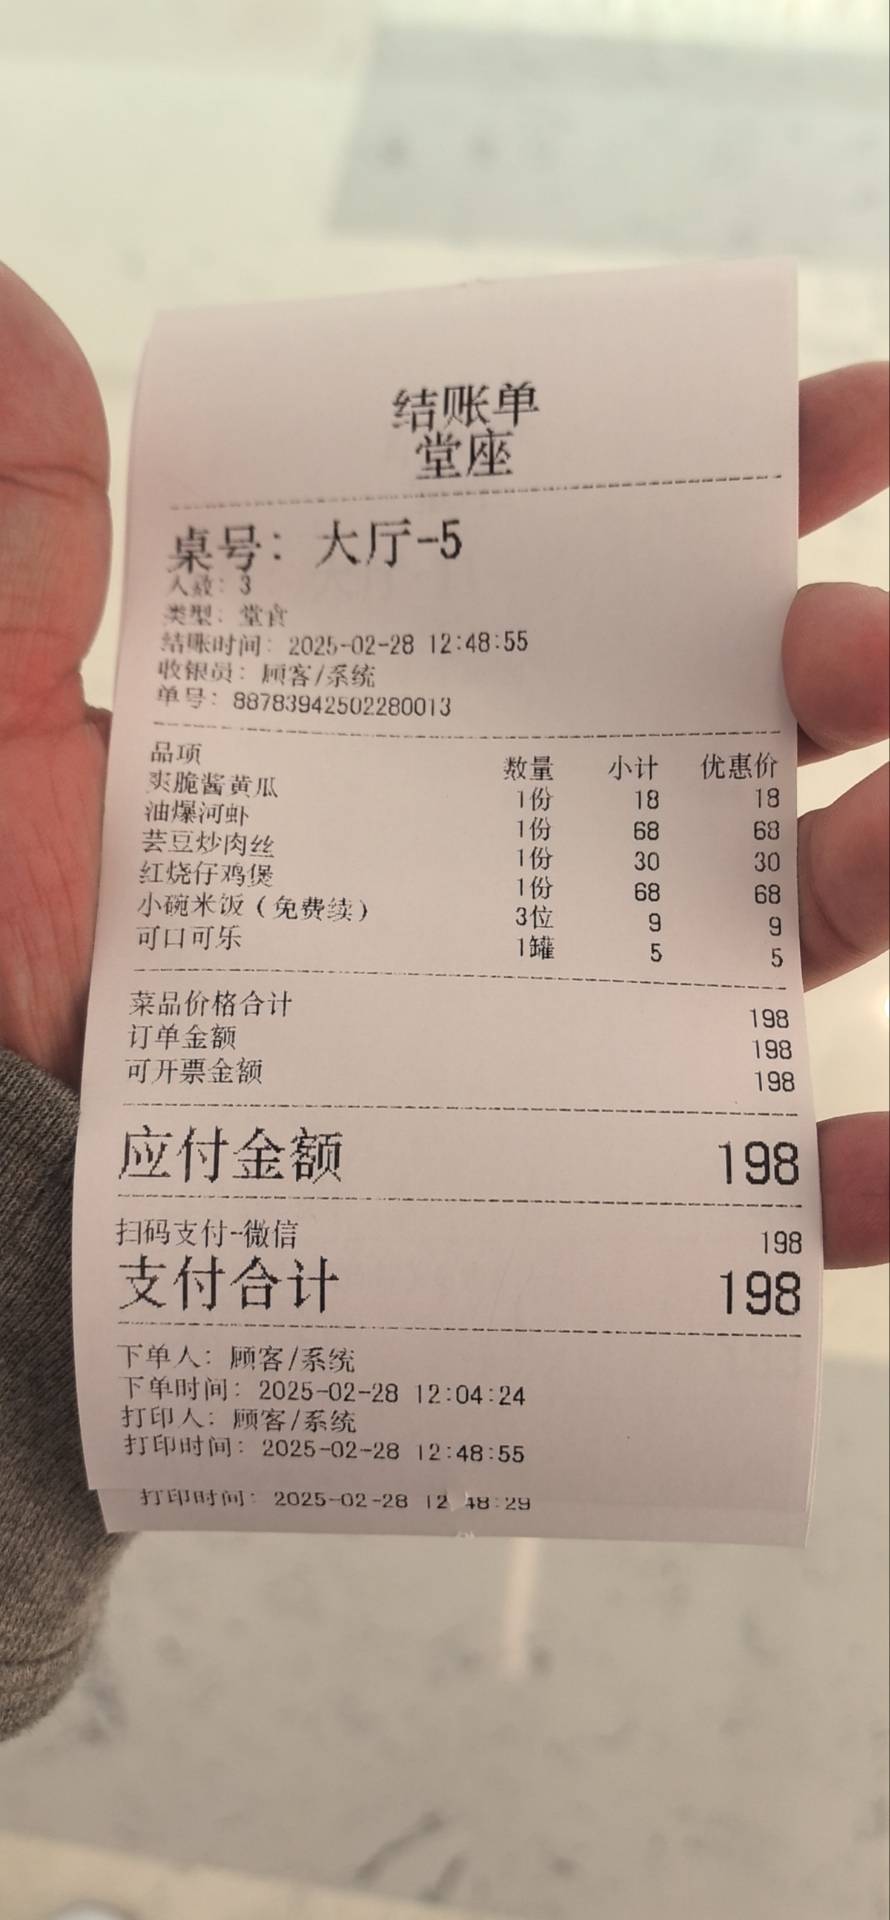 结账单
堂座
桌号: 大厅-5
人数: 3
类型: 堂食
结账时间: 2025-02-28 12:48:55
收银员: 顾客/系统
单号: 88783942502280013
品项 数量 小计 优惠价
爽脆酱黄瓜 1份 18 18
油爆河虾 1份 68 68
芸豆炒肉丝 1份 30 30
红烧仔鸡煲 1份 68 68
小碗米饭(免费续) 3位 9 9
可口可乐 1罐 5 5
菜品价格合计 198
订单金额 198
可开票金额 198
应付金额 198
扫码支付-微信 198
支付合计 198
下单人: 顾客/系统
下单时间: 2025-02-28 12:04:24
打印人: 顾客/系统
打印时间: 2025-02-28 12:48:55
打印时间: 2025-02-28 12:48:29